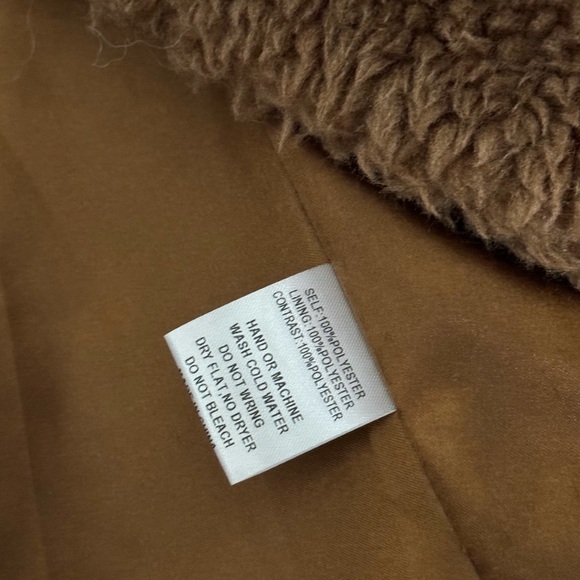 SELF:100%POLYESTER
LINING:100%POLYESTER
CONTRAST:100%POLYESTER
HAND OR MACHINE
WASH COLD WATER
DO NOT WRING
DRY FLAT,NO DRYER
DO NOT BLEACH